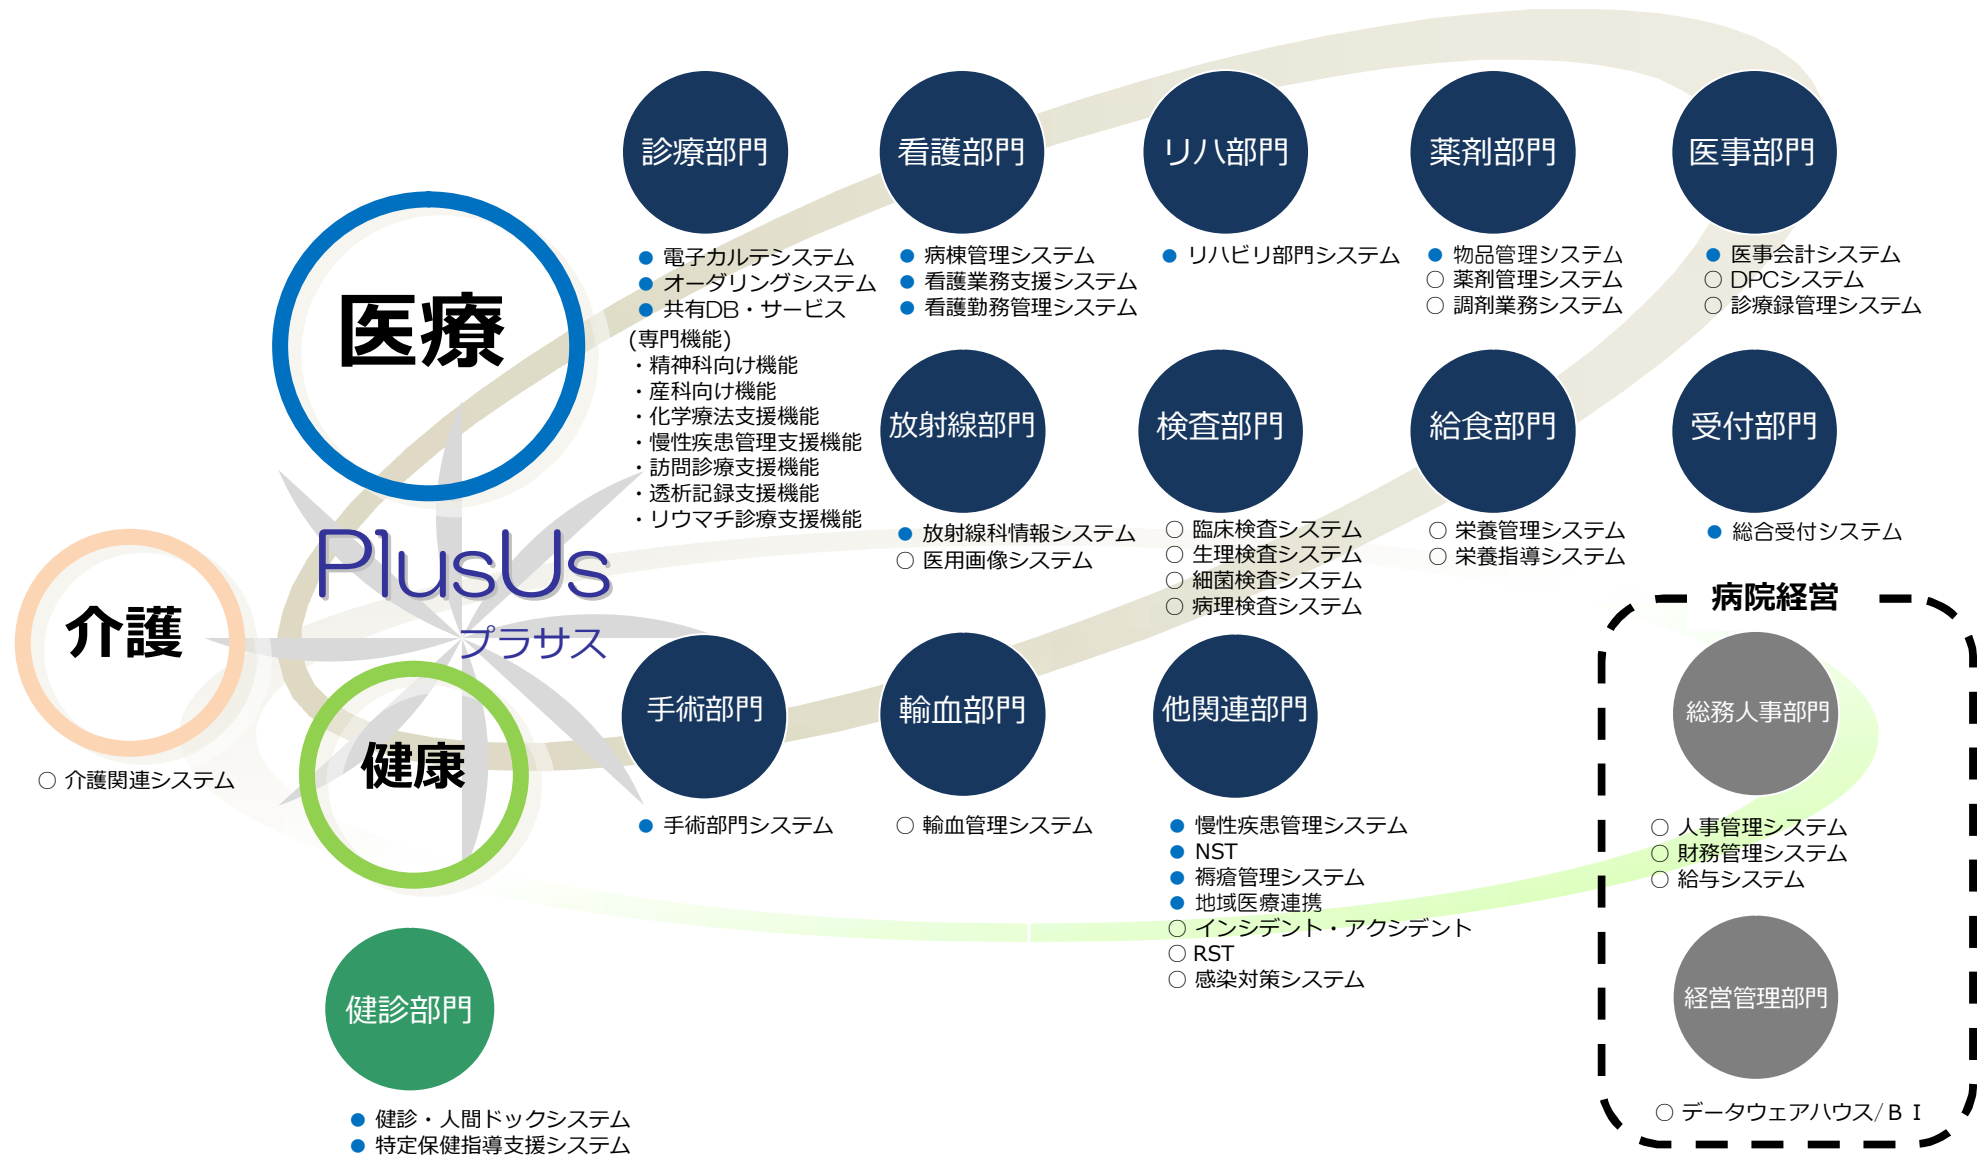 診療部門
● 電子カルテシステム
● オーダリングシステム
● 共有DB・サービス
(専門機能)
・精神科向け機能
・産科向け機能
・化学療法支援機能
・慢性疾患管理支援機能
・訪問診療支援機能
・透析記録支援機能
・リウマチ診療支援機能
看護部門
● 病棟管理システム
● 看護業務支援システム
● 看護勤務管理システム
リハ部門
● リハビリ部門システム
薬剤部門
● 物品管理システム
○ 薬剤管理システム
○ 調剤業務システム
医事部門
● 医事会計システム
○ DPCシステム
○ 診療録管理システム
医療
放射線部門
● 放射線科情報システム
○ 医用画像システム
検査部門
○ 臨床検査システム
○ 生理検査システム
○ 細菌検査システム
○ 病理検査システム
給食部門
○ 栄養管理システム
○ 栄養指導システム
受付部門
● 総合受付システム
PlusUs
プラサス
介護
○ 介護関連システム
健康
手術部門
● 手術部門システム
輸血部門
○ 輸血管理システム
他関連部門
● 慢性疾患管理システム
● NST
● 褥瘡管理システム
● 地域医療連携
○ インシデント・アクシデント
○ RST
○ 感染対策システム
病院経営
総務人事部門
○ 人事管理システム
○ 財務管理システム
○ 給与システム
経営管理部門
○ データウェアハウス/ＢＩ
健診部門
● 健診・人間ドックシステム
● 特定保健指導支援システム